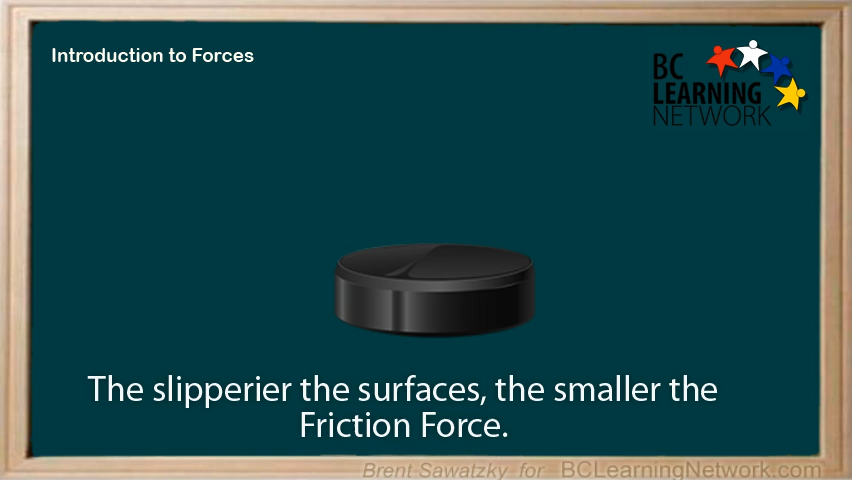 Introduction to Forces
BC
LEARNING
NETWORK
The slipperier the surfaces, the smaller the
Friction Force.
Brent Sawatzky for BCLearningNetwork.com